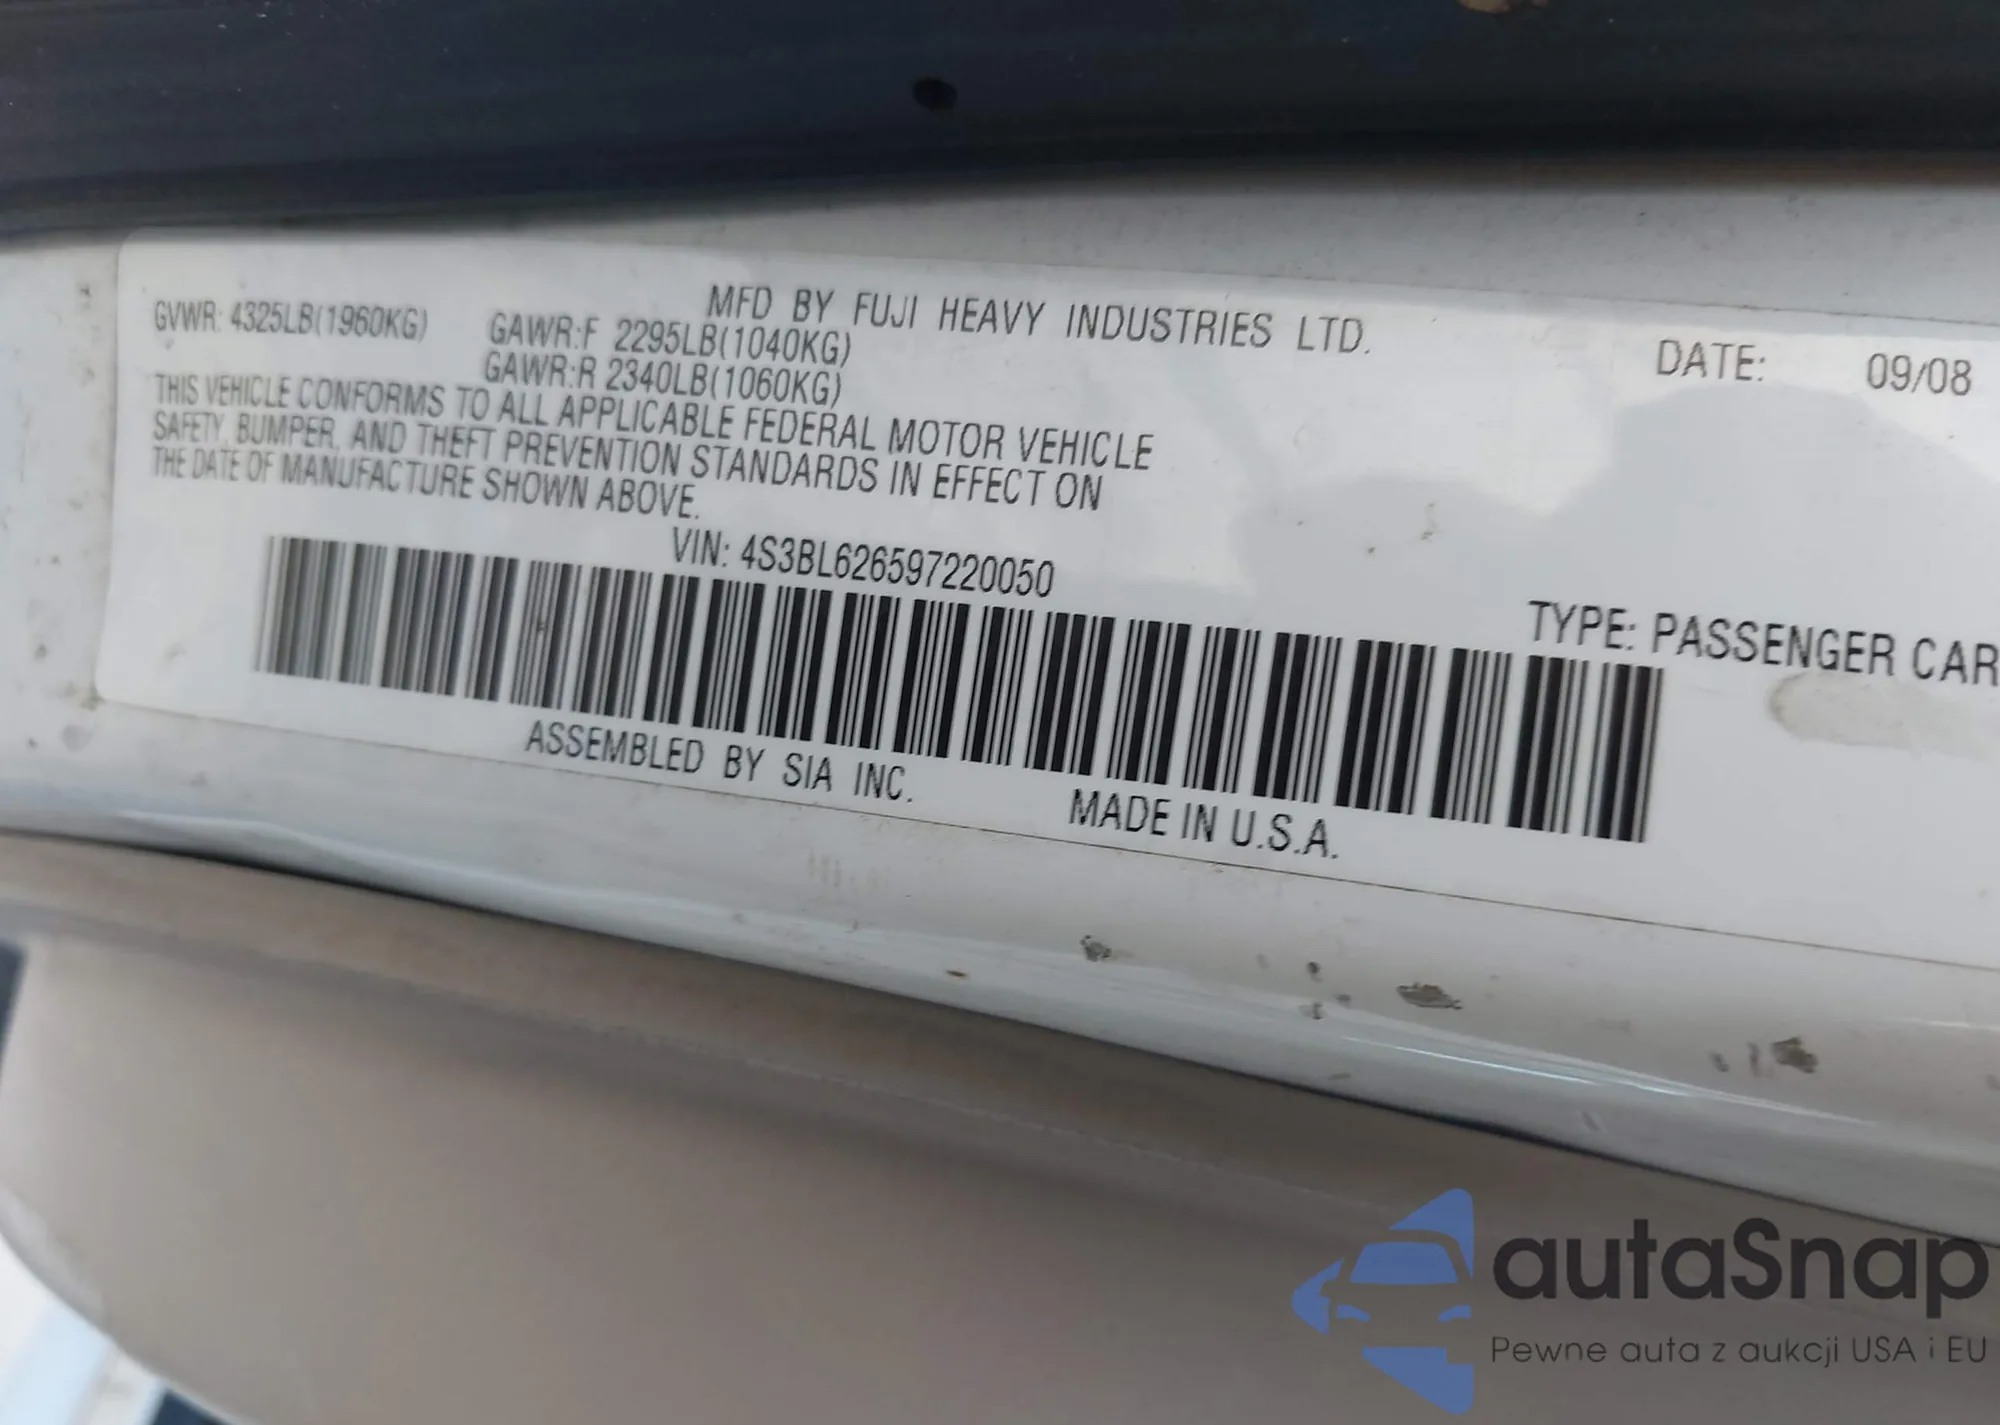 MFD BY FUJI HEAVY INDUSTRIES LTD.
DATE: 09/08
GVWR: 4325LB(1960KG) GAWR:F 2295LB(1040KG)
GAWR:R 2340LB(1060KG)
THIS VEHICLE CONFORMS TO ALL APPLICABLE FEDERAL MOTOR VEHICLE
SAFETY, BUMPER, AND THEFT PREVENTION STANDARDS IN EFFECT ON
THE DATE OF MANUFACTURE SHOWN ABOVE.
VIN: 4S3BL626597220050
TYPE: PASSENGER CAR
ASSEMBLED BY SIA INC.
MADE IN U.S.A.
autaSnap
Pewne auta z aukcji USA i EU